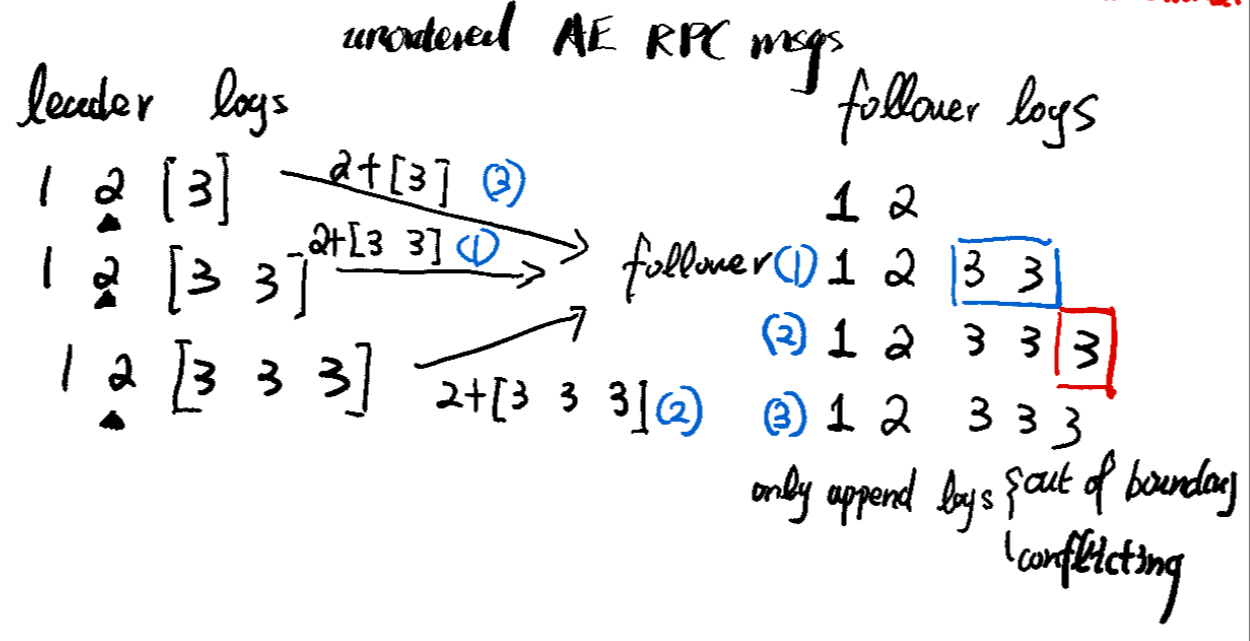 unordered AE RPC msgs
leader logs
follower logs
1 2 [3]
2+[3] (3)
1 2
1 2 [3 3]
2+[3 3] (1)
follower (1) 1 2 3 3
(2) 1 2 3 3 3
1 2 [3 3 3]
2+[3 3 3] (2)
(3) 1 2 3 3 3
only append logs { out of boundary
conflicting